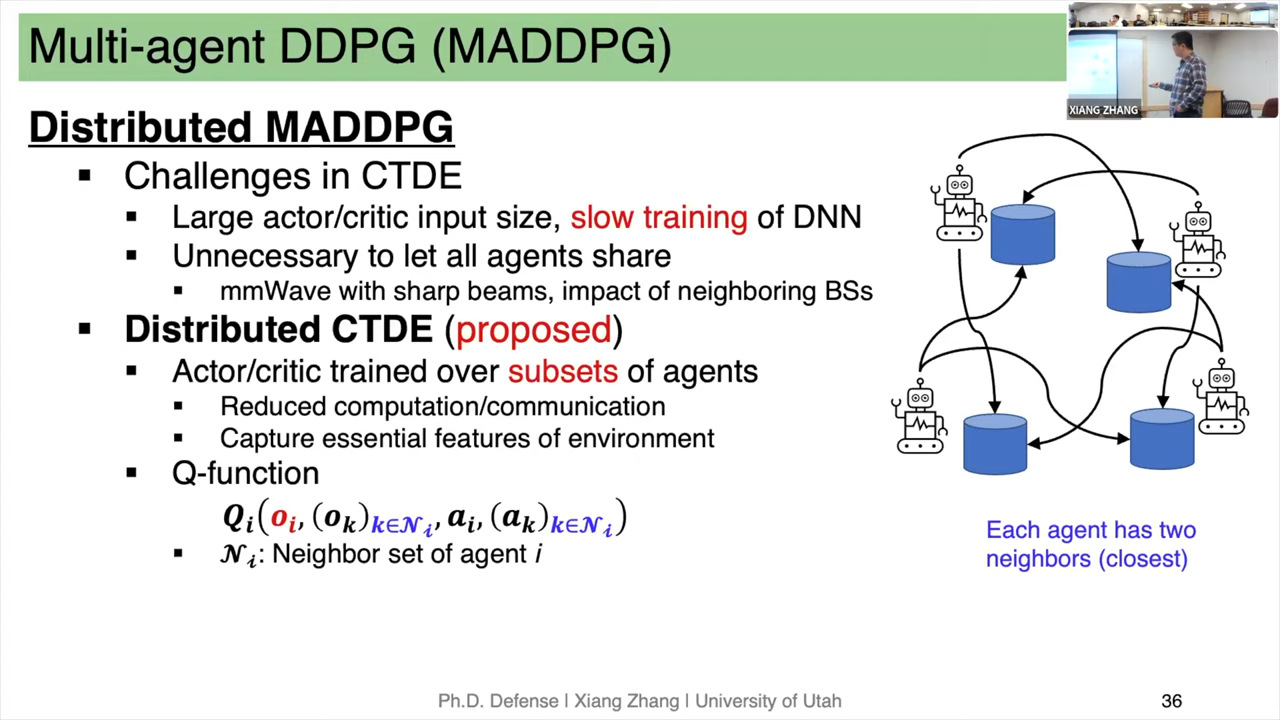 Multi-agent DDPG (MADDPG)
XIANG ZHANG
Distributed MADDPG
▪ Challenges in CTDE
▪ Large actor/critic input size, slow training of DNN
▪ Unnecessary to let all agents share
▪ mmWave with sharp beams, impact of neighboring BSs
▪ Distributed CTDE (proposed)
▪ Actor/critic trained over subsets of agents
▪ Reduced computation/communication
▪ Capture essential features of environment
▪ Q-function
Qᵢ(oᵢ, (oₖ)ₖ∈𝒩ᵢ, aᵢ, (aₖ)ₖ∈𝒩ᵢ)
▪ 𝒩ᵢ: Neighbor set of agent i
Each agent has two
neighbors (closest)
Ph.D. Defense | Xiang Zhang | University of Utah
36